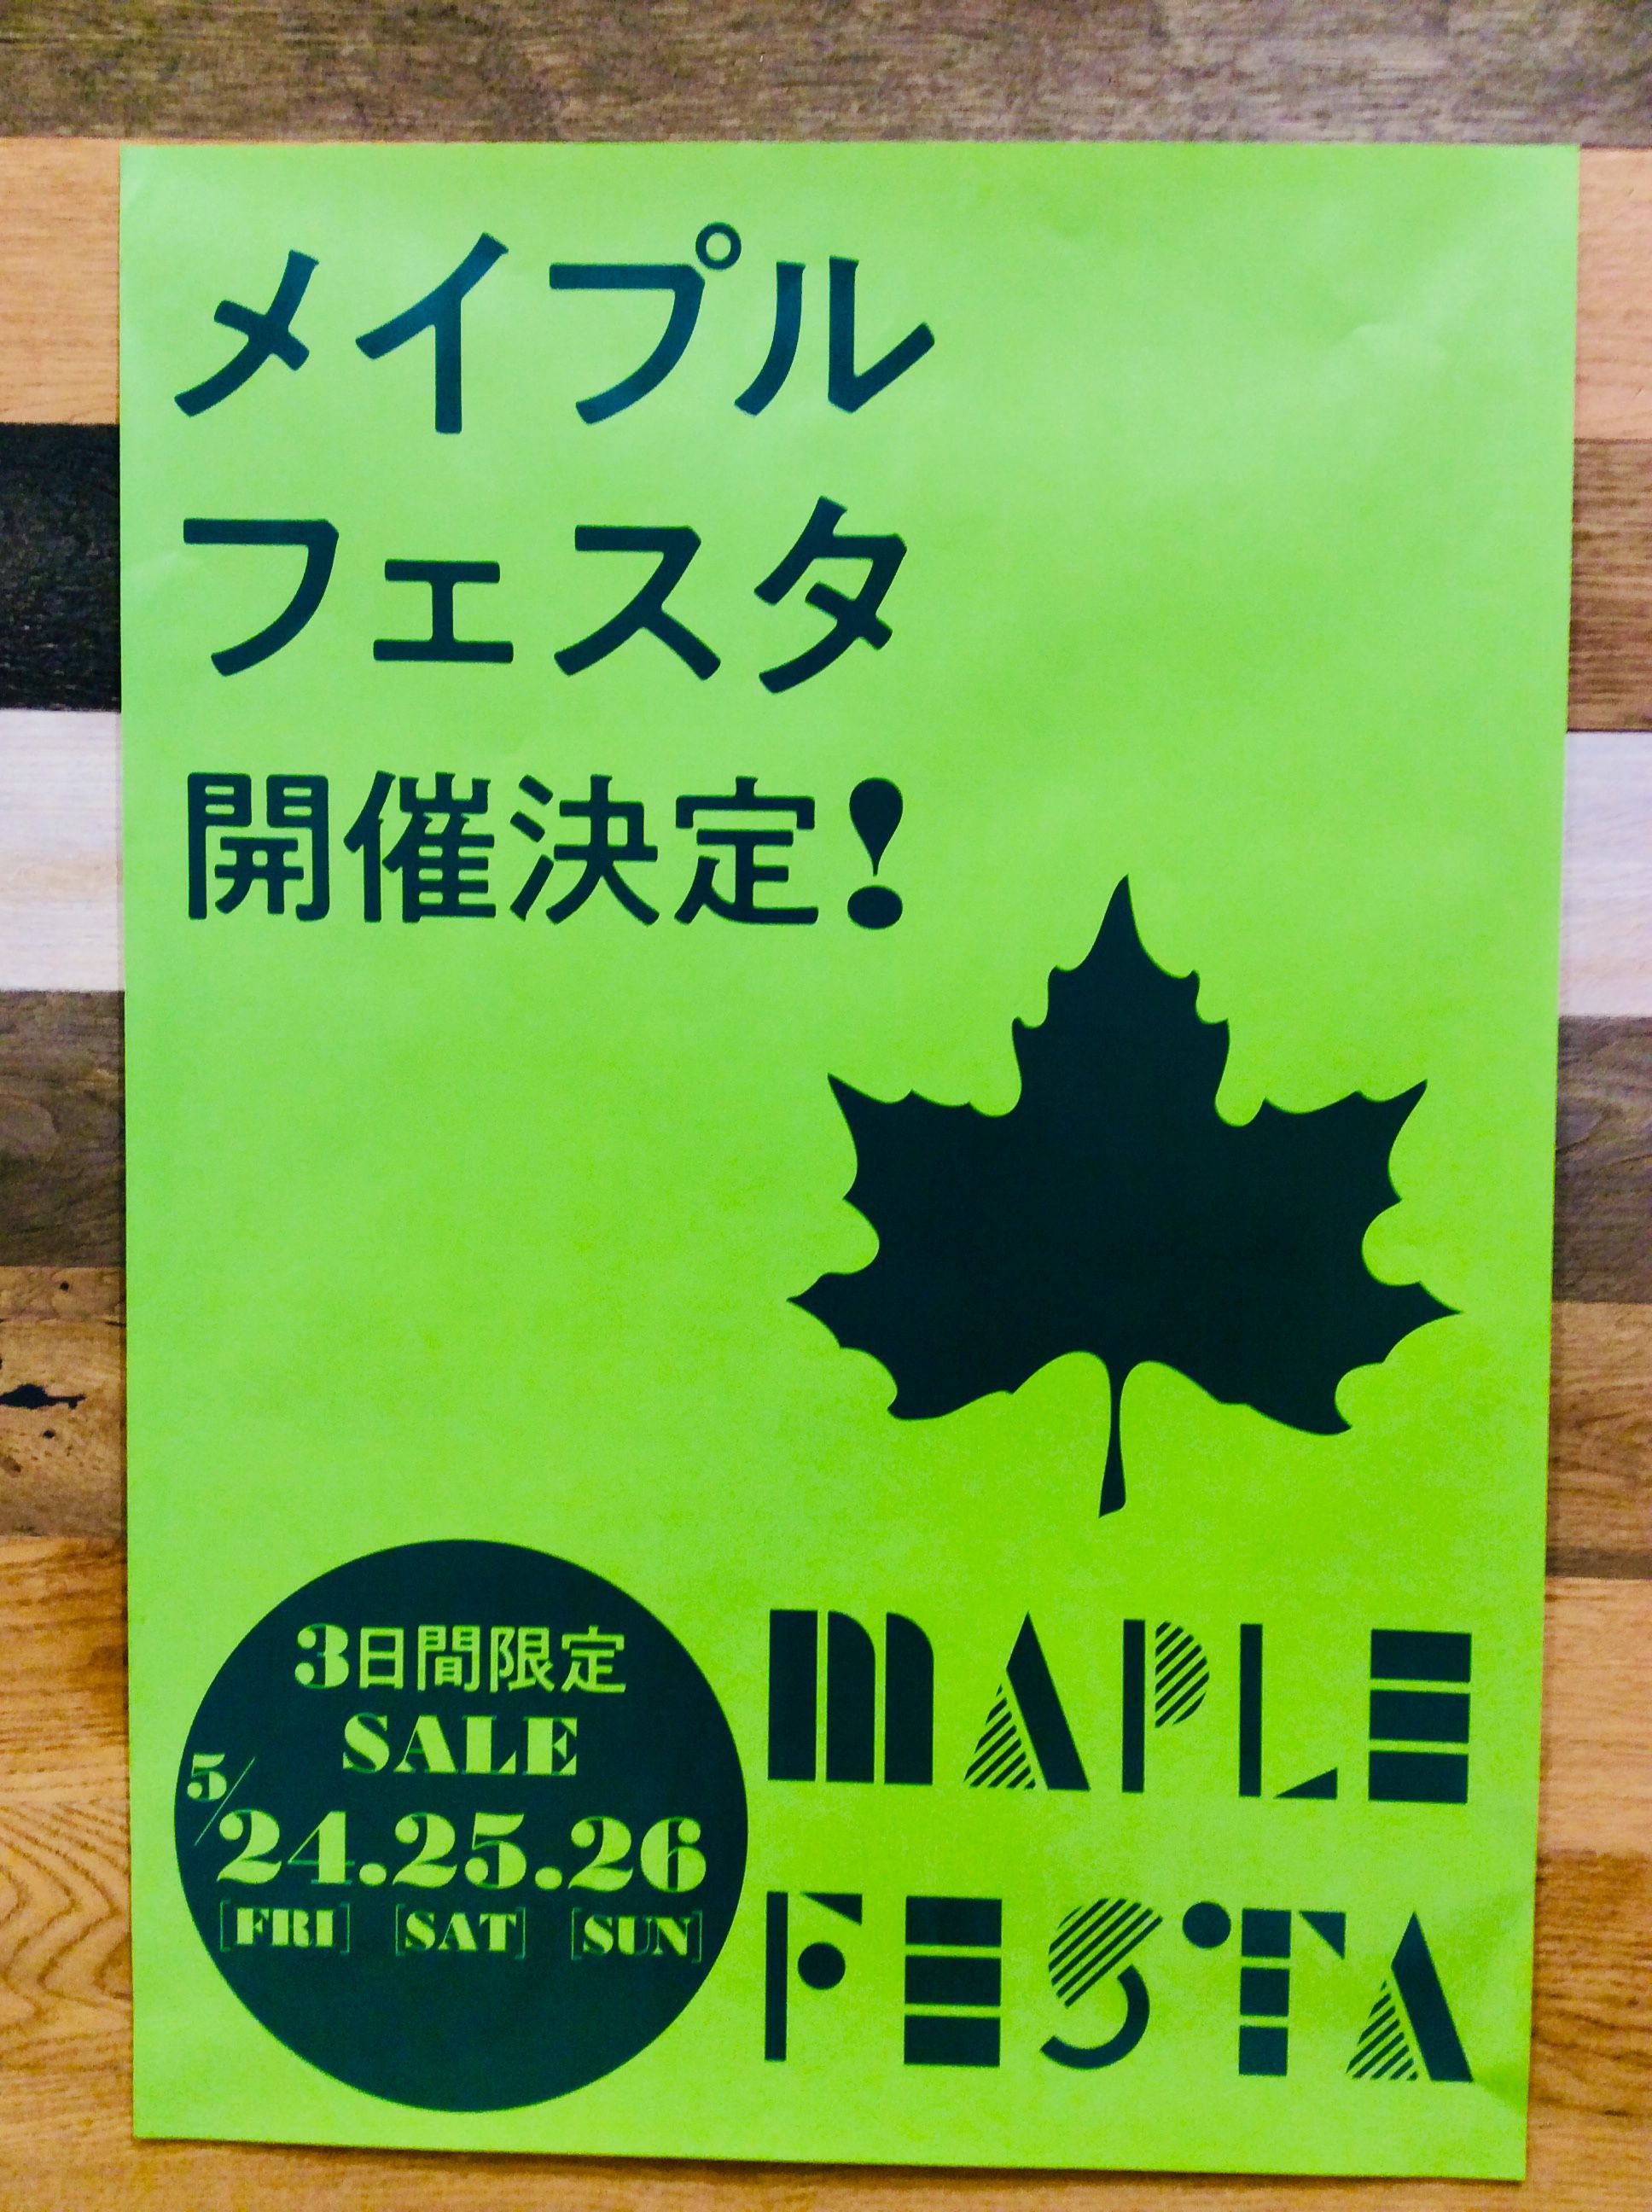 メイプル
フェスタ
開催決定!
3日間限定
SALE
5/24.25.26
[FRI] [SAT] [SUN]
MAPLE
FESTA